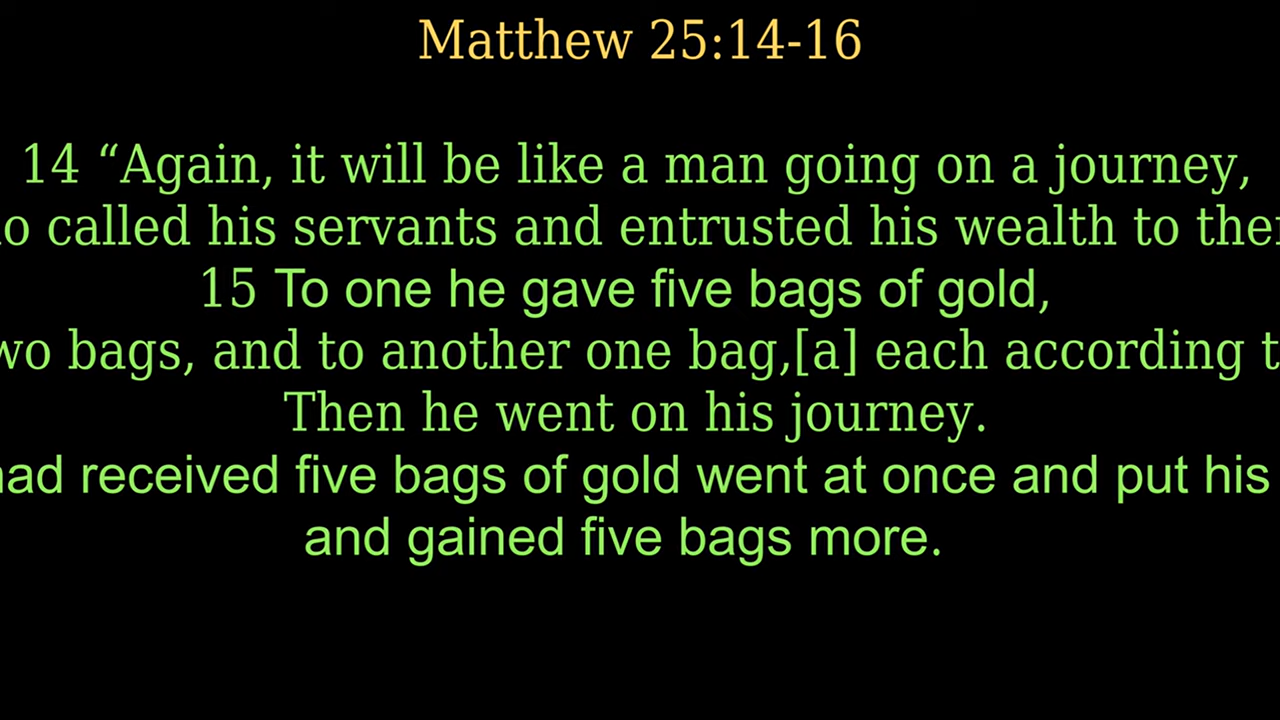 Matthew 25:14-16
14 “Again, it will be like a man going on a journey,
called his servants and entrusted his wealth to
15 To one he gave five bags of gold,
bags, and to another one bag,[a] each according
Then he went on his journey.
received five bags of gold went at once and put his
and gained five bags more.